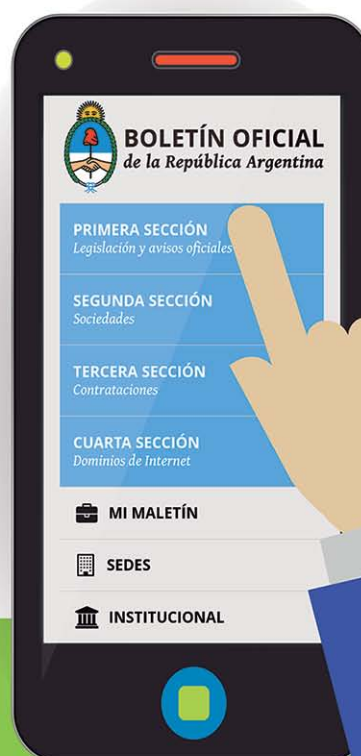 BOLETÍN OFICIAL
de la República Argentina
PRIMERA SECCIÓN
Legislación y avisos oficiales
SEGUNDA SECCIÓN
Sociedades
TERCERA SECCIÓN
Contrataciones
CUARTA SECCIÓN
Dominios de Internet
MI MALETÍN
SEDES
INSTITUCIONAL